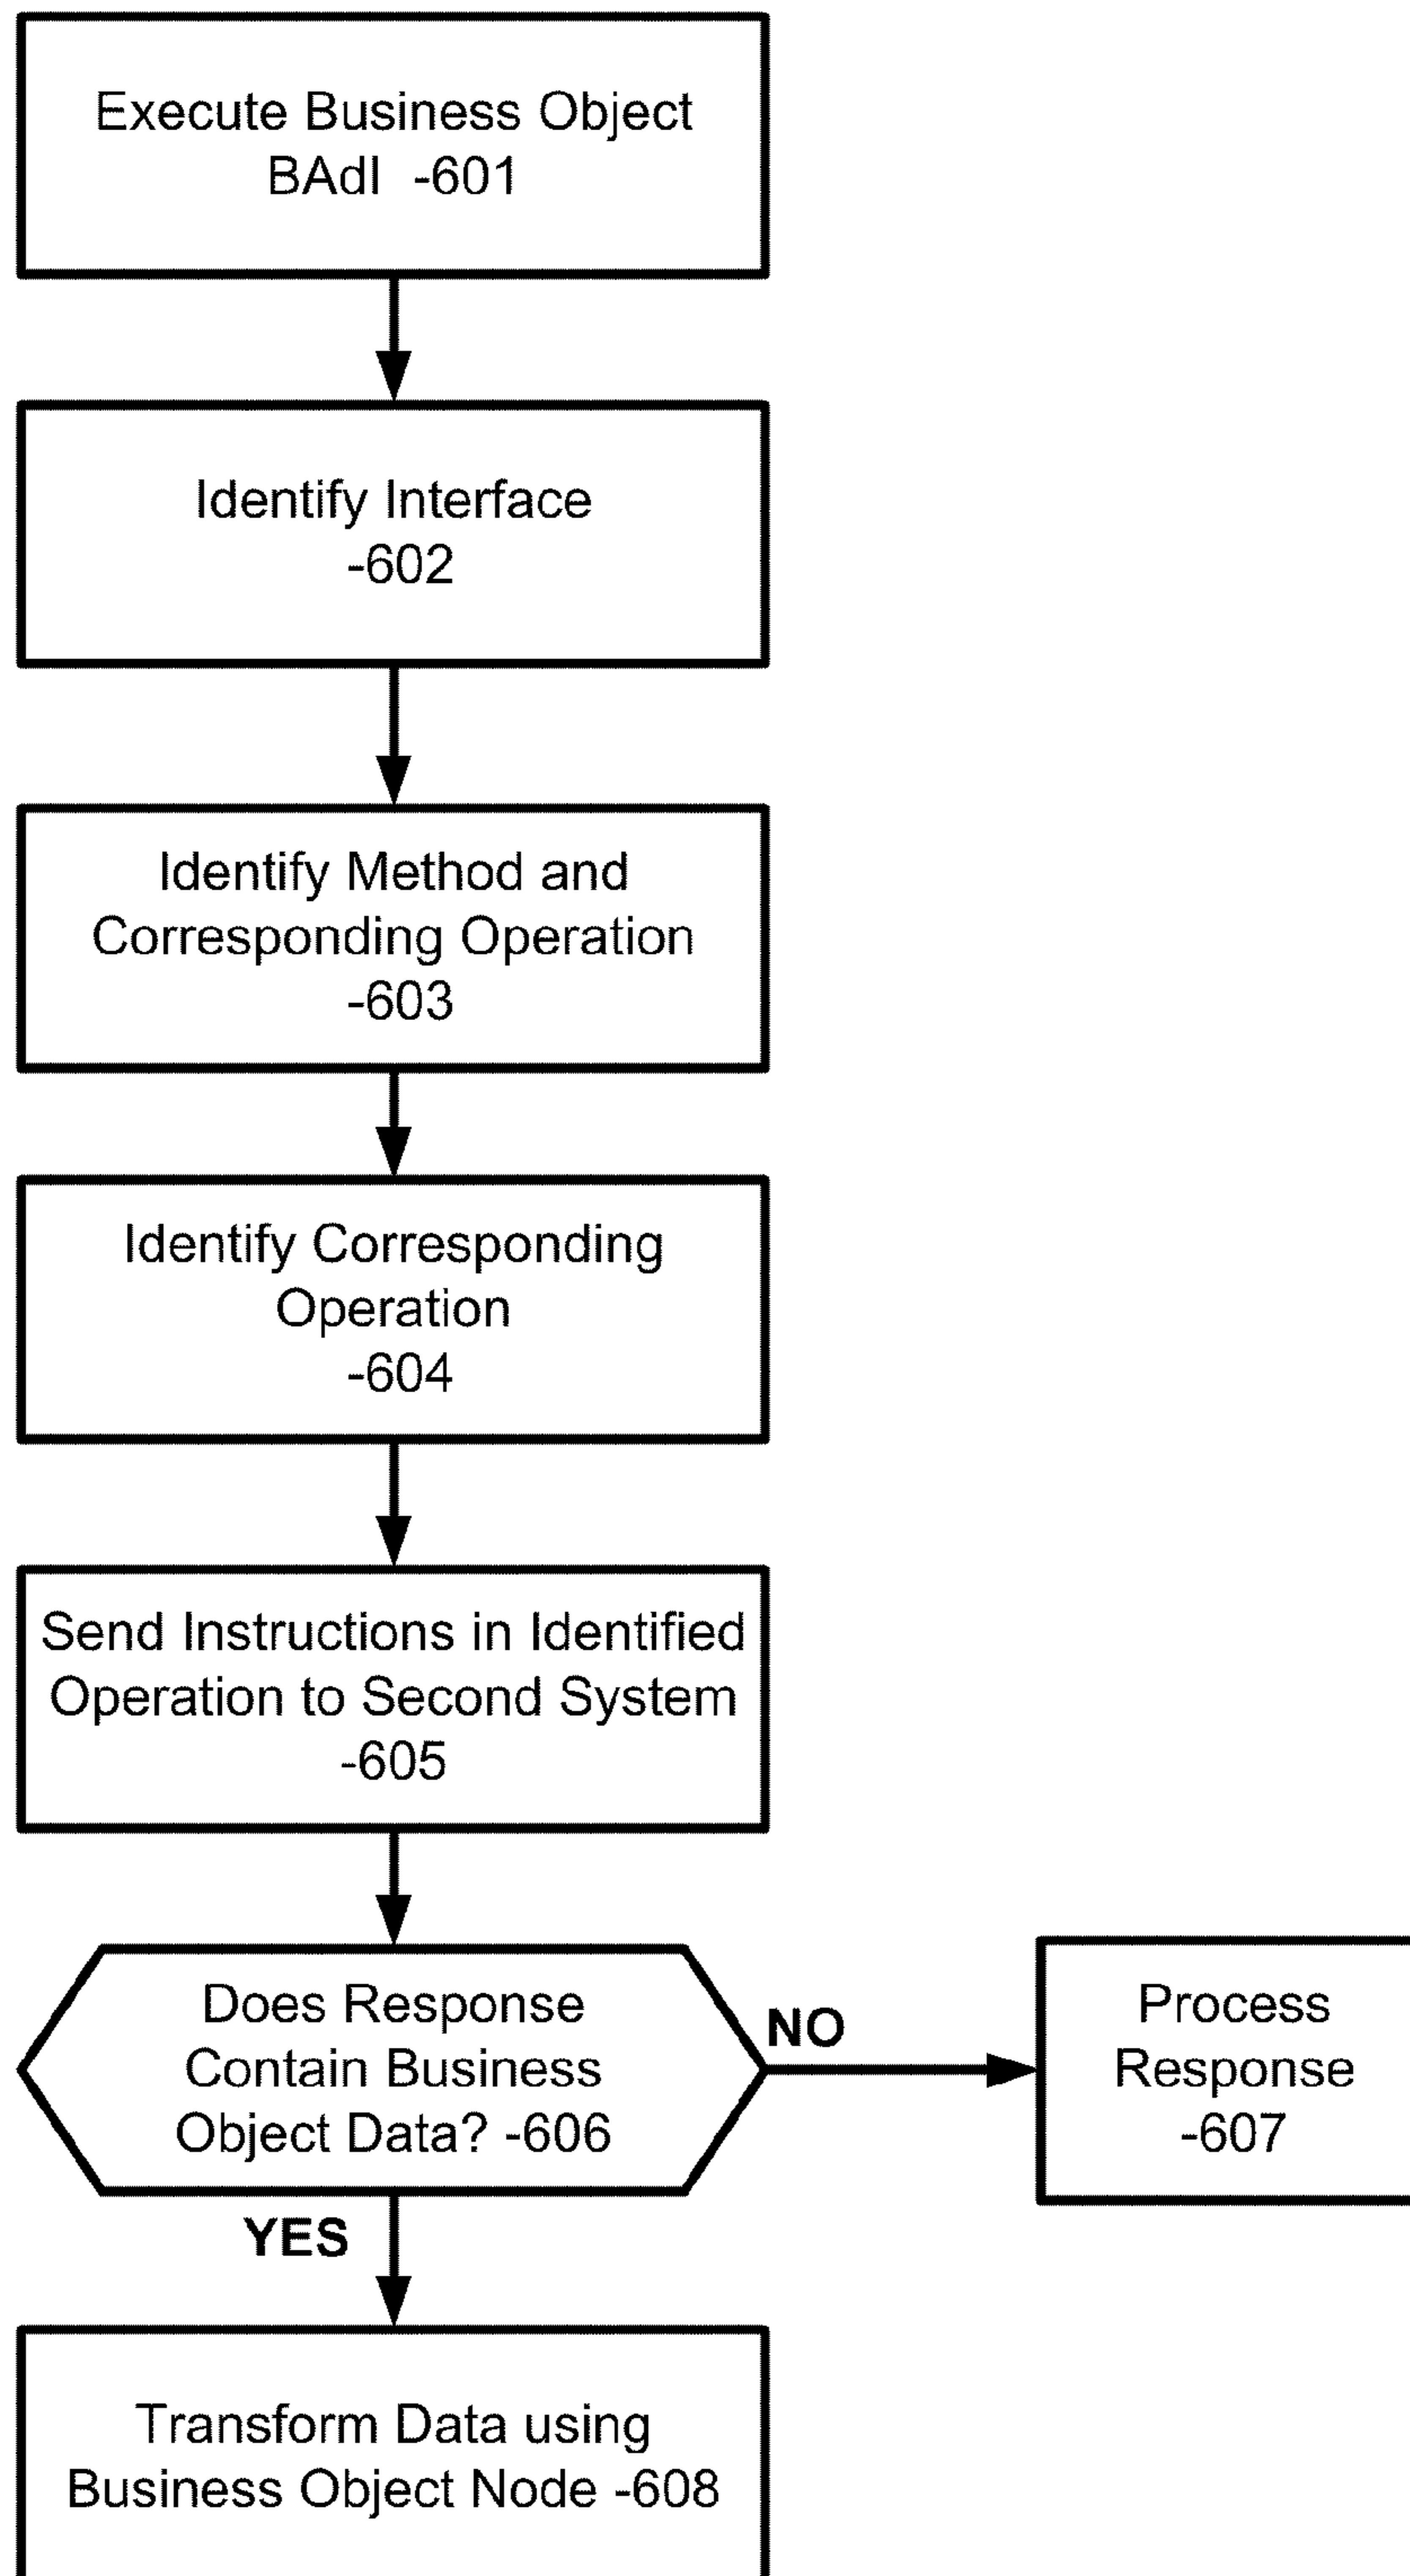 Execute Business Object
BAdI -601
Identify Interface
-602
Identify Method and
Corresponding Operation
-603
Identify Corresponding
Operation
-604
Send Instructions in Identified
Operation to Second System
-605
Does Response
Contain Business
Object Data? -606
NO
Process
Response
-607
YES
Transform Data using
Business Object Node -608